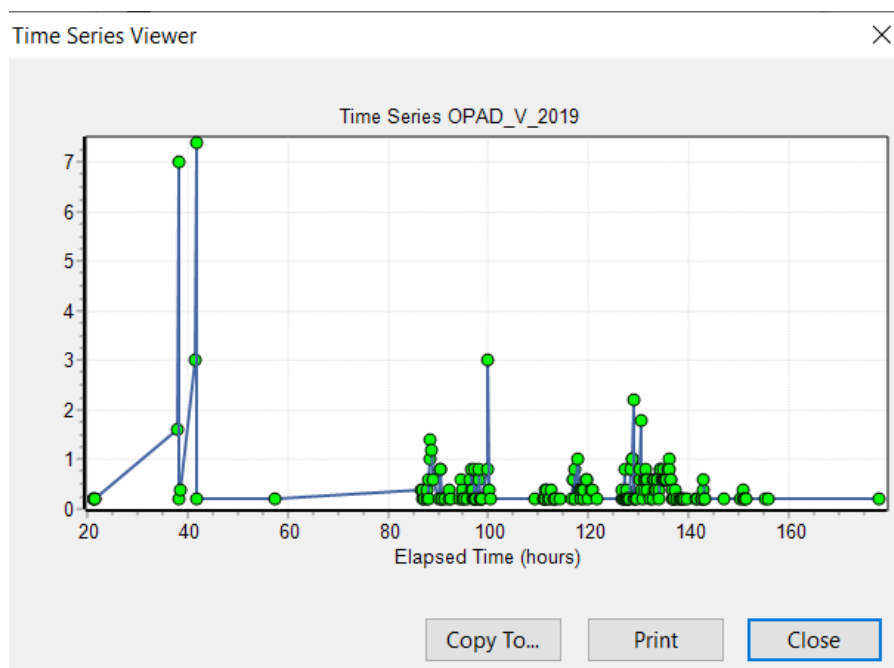 Time Series Viewer
Time Series OPAD_V_2019
7
6
5
4
3
2
1
0
20 40 60 80 100 120 140 160
Elapsed Time (hours)
Copy To... Print Close